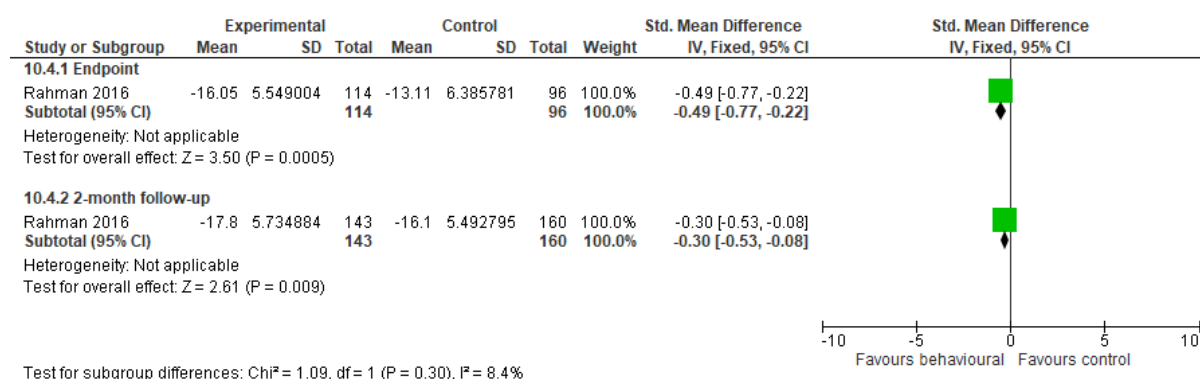 Experimental Control Std. Mean Difference Std. Mean Difference
Study or Subgroup Mean SD Total Mean SD Total Weight IV, Fixed, 95% CI IV, Fixed, 95% CI
10.4.1 Endpoint
Rahman 2016 -16.05 5.549004 114 -13.11 6.385781 96 100.0% -0.49 [-0.77, -0.22]
Subtotal (95% CI) 114 96 100.0% -0.49 [-0.77, -0.22]
Heterogeneity: Not applicable
Test for overall effect: Z = 3.50 (P = 0.0005)
10.4.2 2-month follow-up
Rahman 2016 -17.8 5.734884 143 -16.1 5.492795 160 100.0% -0.30 [-0.53, -0.08]
Subtotal (95% CI) 143 160 100.0% -0.30 [-0.53, -0.08]
Heterogeneity: Not applicable
Test for overall effect: Z = 2.61 (P = 0.009)
-10 -5 0 5 10
Favours behavioural Favours control
Test for subgroup differences: Chi² = 1.09, df = 1 (P = 0.30), I² = 8.4%